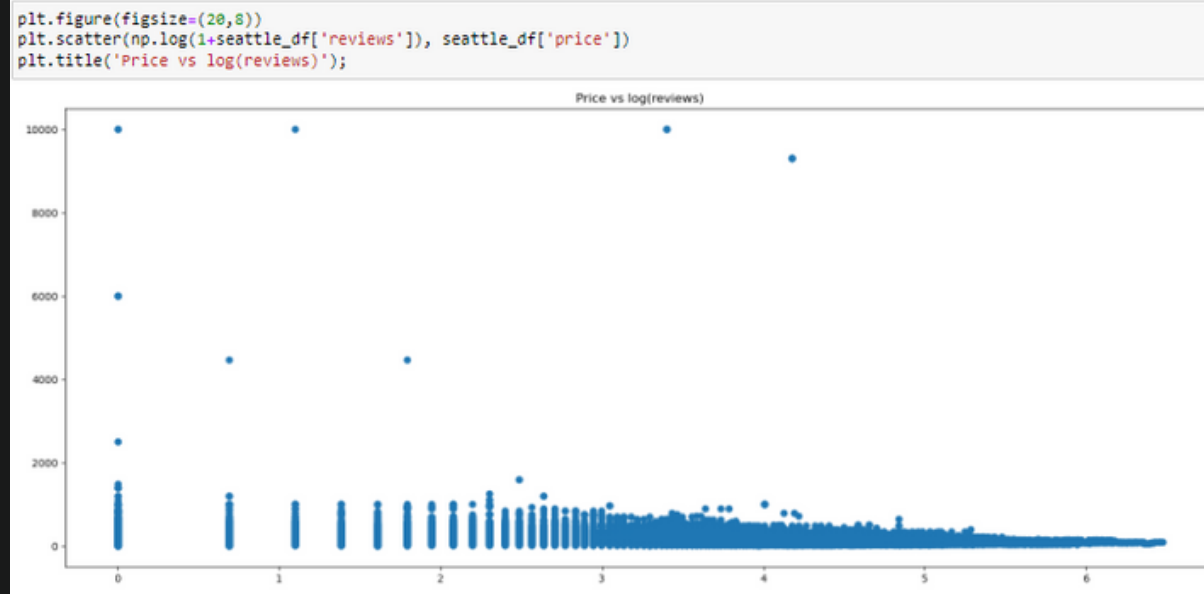 plt.figure(figsize=(20,8))
plt.scatter(np.log(1+seattle_df['reviews']), seattle_df['price'])
plt.title('Price vs log(reviews)');
Price vs log(reviews)
10000
8000
6000
4000
2000
0
0 1 2 3 4 5 6